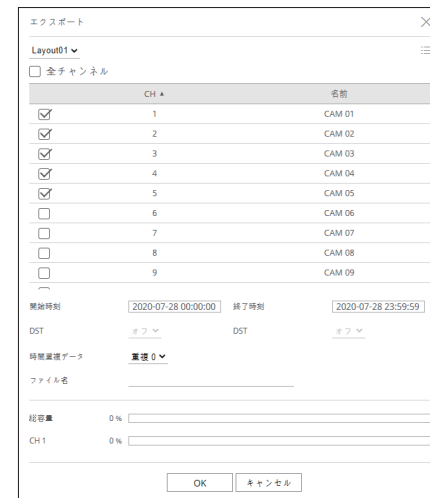 エクスポート
Layout01
全チャンネル
CH ▲ 名前
1 CAM 01
2 CAM 02
3 CAM 03
4 CAM 04
5 CAM 05
6 CAM 06
7 CAM 07
8 CAM 08
9 CAM 09
開始時刻 2020-07-28 00:00:00 終了時刻 2020-07-28 23:59:59
DST オフ DST オフ
時間重複データ 重複 0
ファイル名
総容量 0 %
CH 1 0 %
OK キャンセル